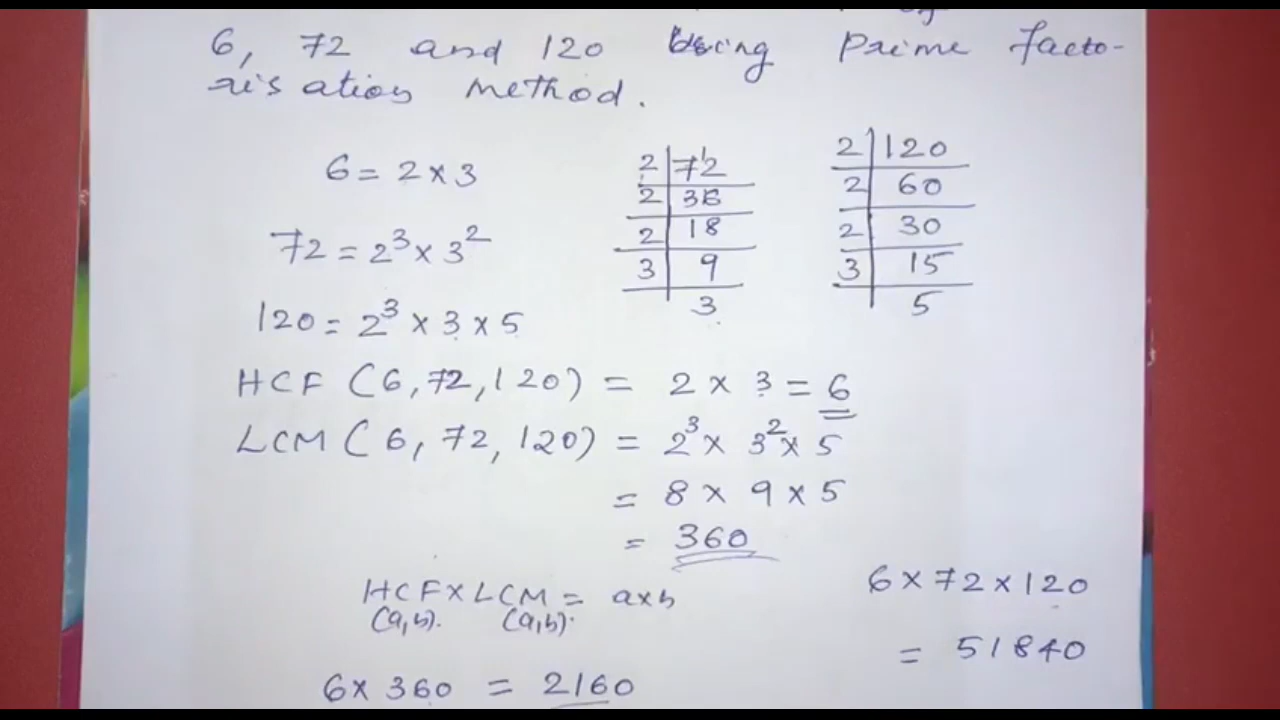 6, 72 and 120 Using Prime facto-
risation Method.
6 = 2 × 3
72 = 2³ × 3²
120 = 2³ × 3 × 5
2 | 72
2 | 36
2 | 18
3 | 9
3
2 | 120
2 | 60
2 | 30
3 | 15
5
HCF (6, 72, 120) = 2 × 3 = 6
LCM (6, 72, 120) = 2³ × 3² × 5
= 8 × 9 × 5
= 360
HCF × LCM = a×b
(a,b). (a,b).
6 × 360 = 2160
6 × 72 × 120
= 51840